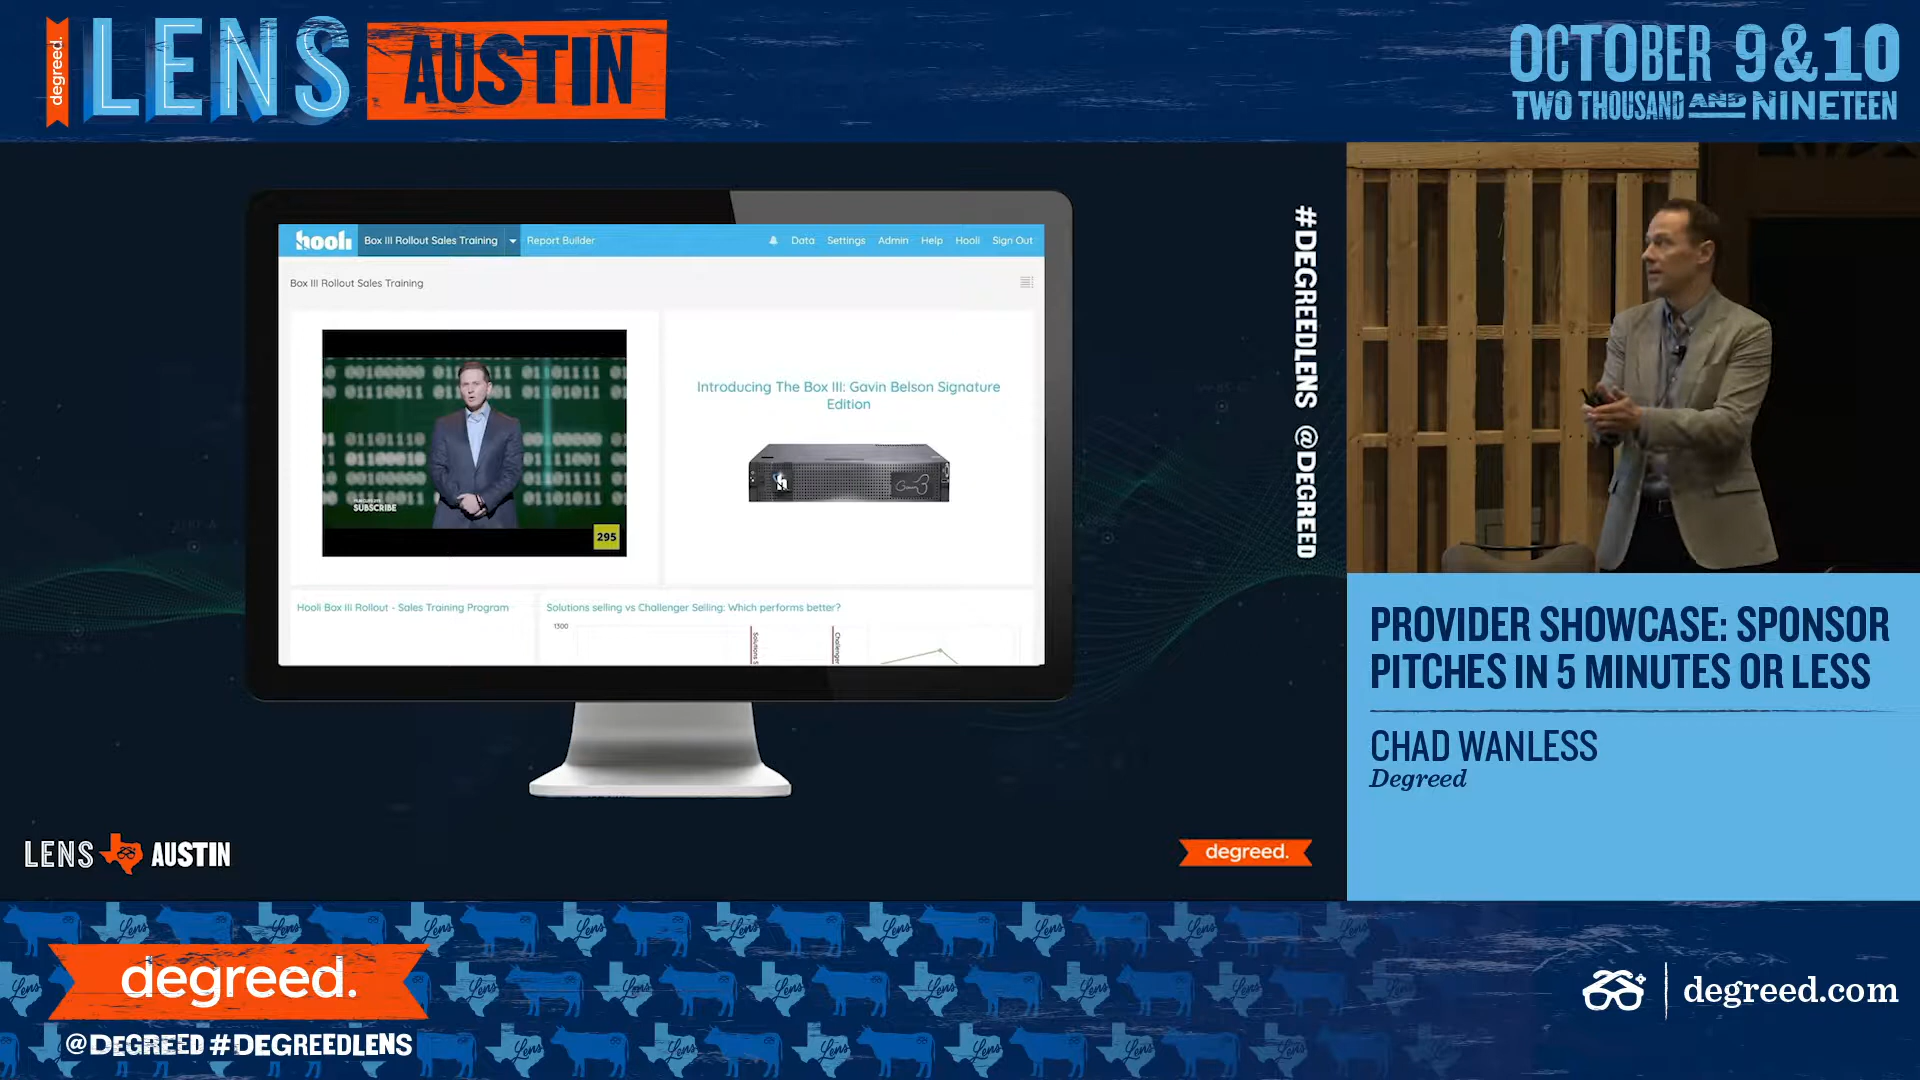 degreed.
LENS
AUSTIN
OCTOBER 9&10
TWO THOUSAND AND NINETEEN
hooli
Box III Rollout Sales Training
Report Builder
Data
Settings
Admin
Help
Hooli
Sign Out
Box III Rollout Sales Training
SUBSCRIBE
295
Introducing The Box III: Gavin Belson Signature
Edition
h
Hooli Box iii Rollout - Sales Training Program
Solutions selling vs Challenger Selling: Which performs better?
1300
Solutions S
Challenger
#DEGREEDLENS @DEGREED
LENS AUSTIN
degreed.
PROVIDER SHOWCASE: SPONSOR
PITCHES IN 5 MINUTES OR LESS
CHAD WANLESS
Degreed
degreed.
@DEGREED #DEGREEDLENS
Lens
degreed.com